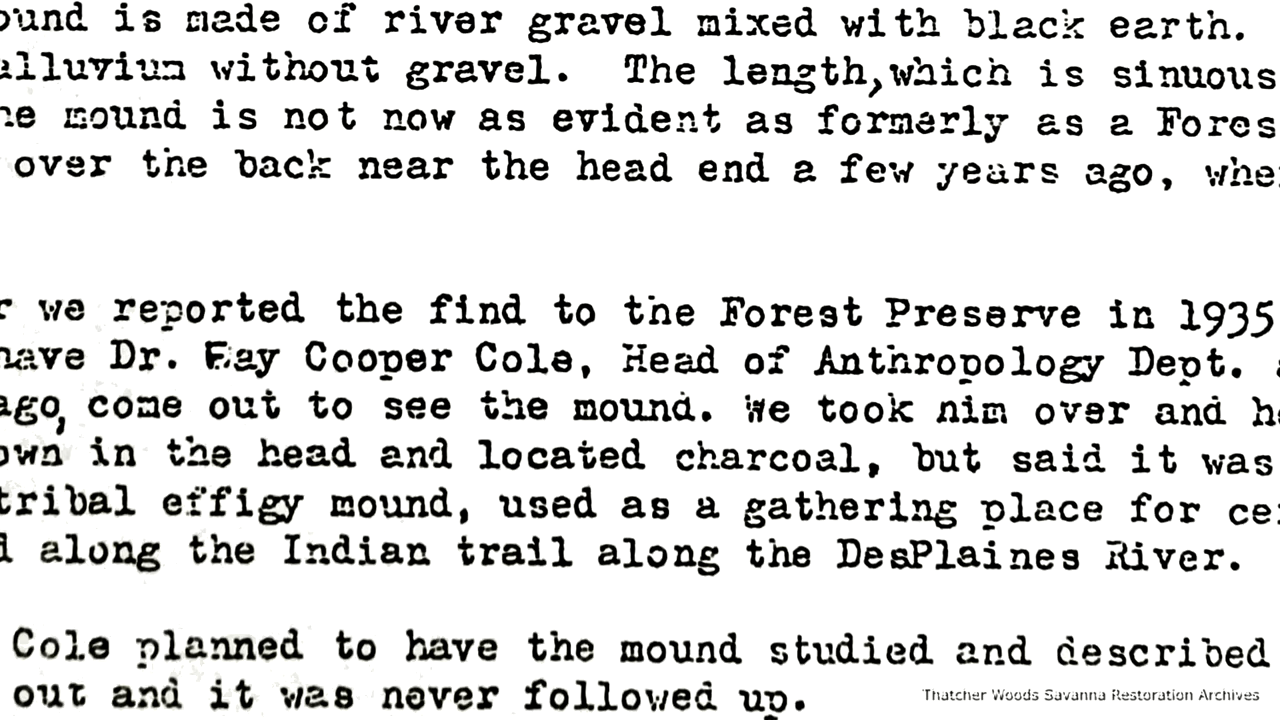 ound is made of river gravel mixed with black earth.
alluvium without gravel. The length,which is sinuous
he mound is not now as evident as formerly as a Fores
over the back near the head end a few years ago, whe
r we reported the find to the Forest Preserve in 1935
have Dr. Fay Cooper Cole, Head of Anthropology Dept.
ago, come out to see the mound. We took him over and h
own in the head and located charcoal, but said it was
tribal effigy mound, used as a gathering place for ce
d along the Indian trail along the DesPlaines River.
Cole planned to have the mound studied and described
out and it was never followed up.
Thatcher Woods Savanna Restoration Archives